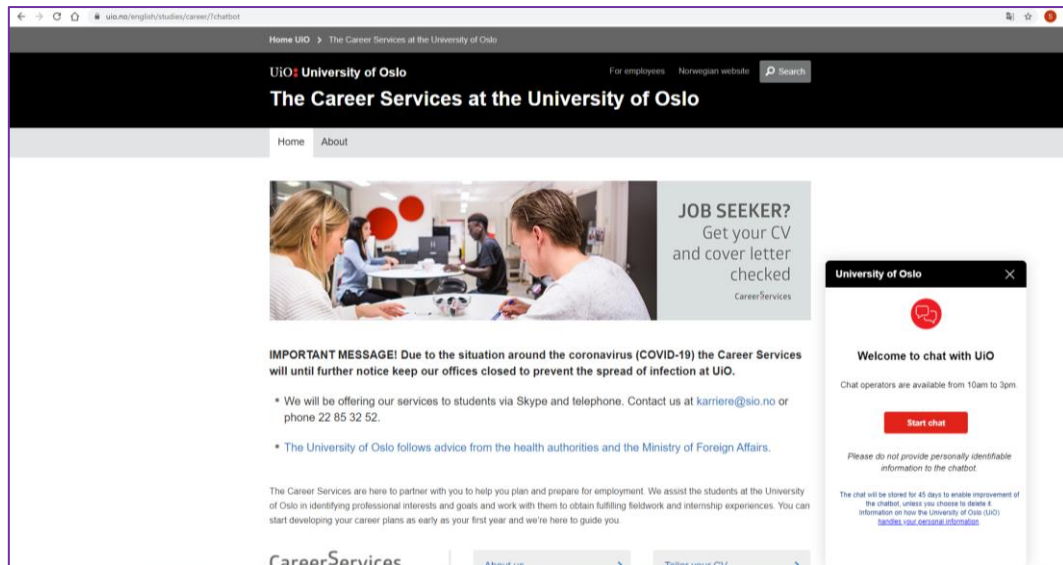 uio.no/english/studies/career/?chatbot
Home UiO > The Career Services at the University of Oslo
UiO: University of Oslo
For employees Norwegian website Search
The Career Services at the University of Oslo
Home About
JOB SEEKER?
Get your CV
and cover letter
checked
CareerServices
IMPORTANT MESSAGE! Due to the situation around the coronavirus (COVID-19) the Career Services
will until further notice keep our offices closed to prevent the spread of infection at UiO.
We will be offering our services to students via Skype and telephone. Contact us at karriere@sio.no or
phone 22 85 32 52.
The University of Oslo follows advice from the health authorities and the Ministry of Foreign Affairs.
The Career Services are here to partner with you to help you plan and prepare for employment. We assist the students at the University
of Oslo in identifying professional interests and goals and work with them to obtain fulfilling fieldwork and internship experiences. You can
start developing your career plans as early as your first year and we're here to guide you.
CareerServices
About us
Tailor your CV
University of Oslo
Welcome to chat with UiO
Chat operators are available from 10am to 3pm.
Start chat
Please do not provide personally identifiable
information to the chatbot.
The chat will be stored for 45 days to enable improvement of
the chatbot, unless you choose to delete it.
Information on how the University of Oslo (UiO)
handles your personal information